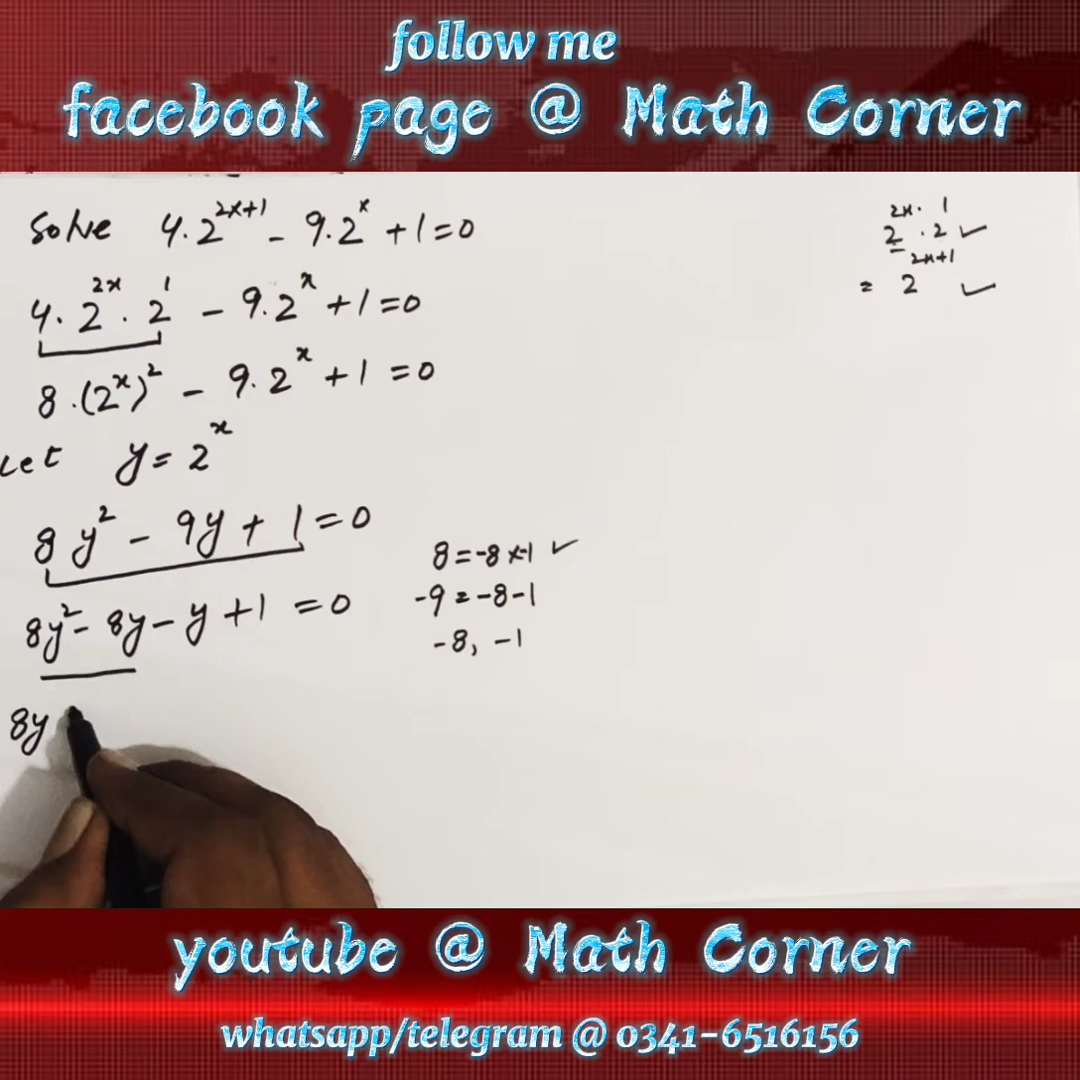 follow me
facebook page @ Math Corner
Solve 4.2^{2x+1} - 9.2^x + 1 = 0
4. 2^{2x} . 2^1 - 9.2^x + 1 = 0
8 .(2^x)^2 - 9. 2^x + 1 = 0
Let y = 2^x
8 y^2 - 9y + 1 = 0
8y^2 - 8y - y + 1 = 0
8y
2^{2x} . 2^1 ✓
= 2^{2x+1} ✓
8 = -8 x -1 ✓
-9 = -8 - 1
-8, -1
youtube @ Math Corner
whatsapp/telegram @ 0341-6516156